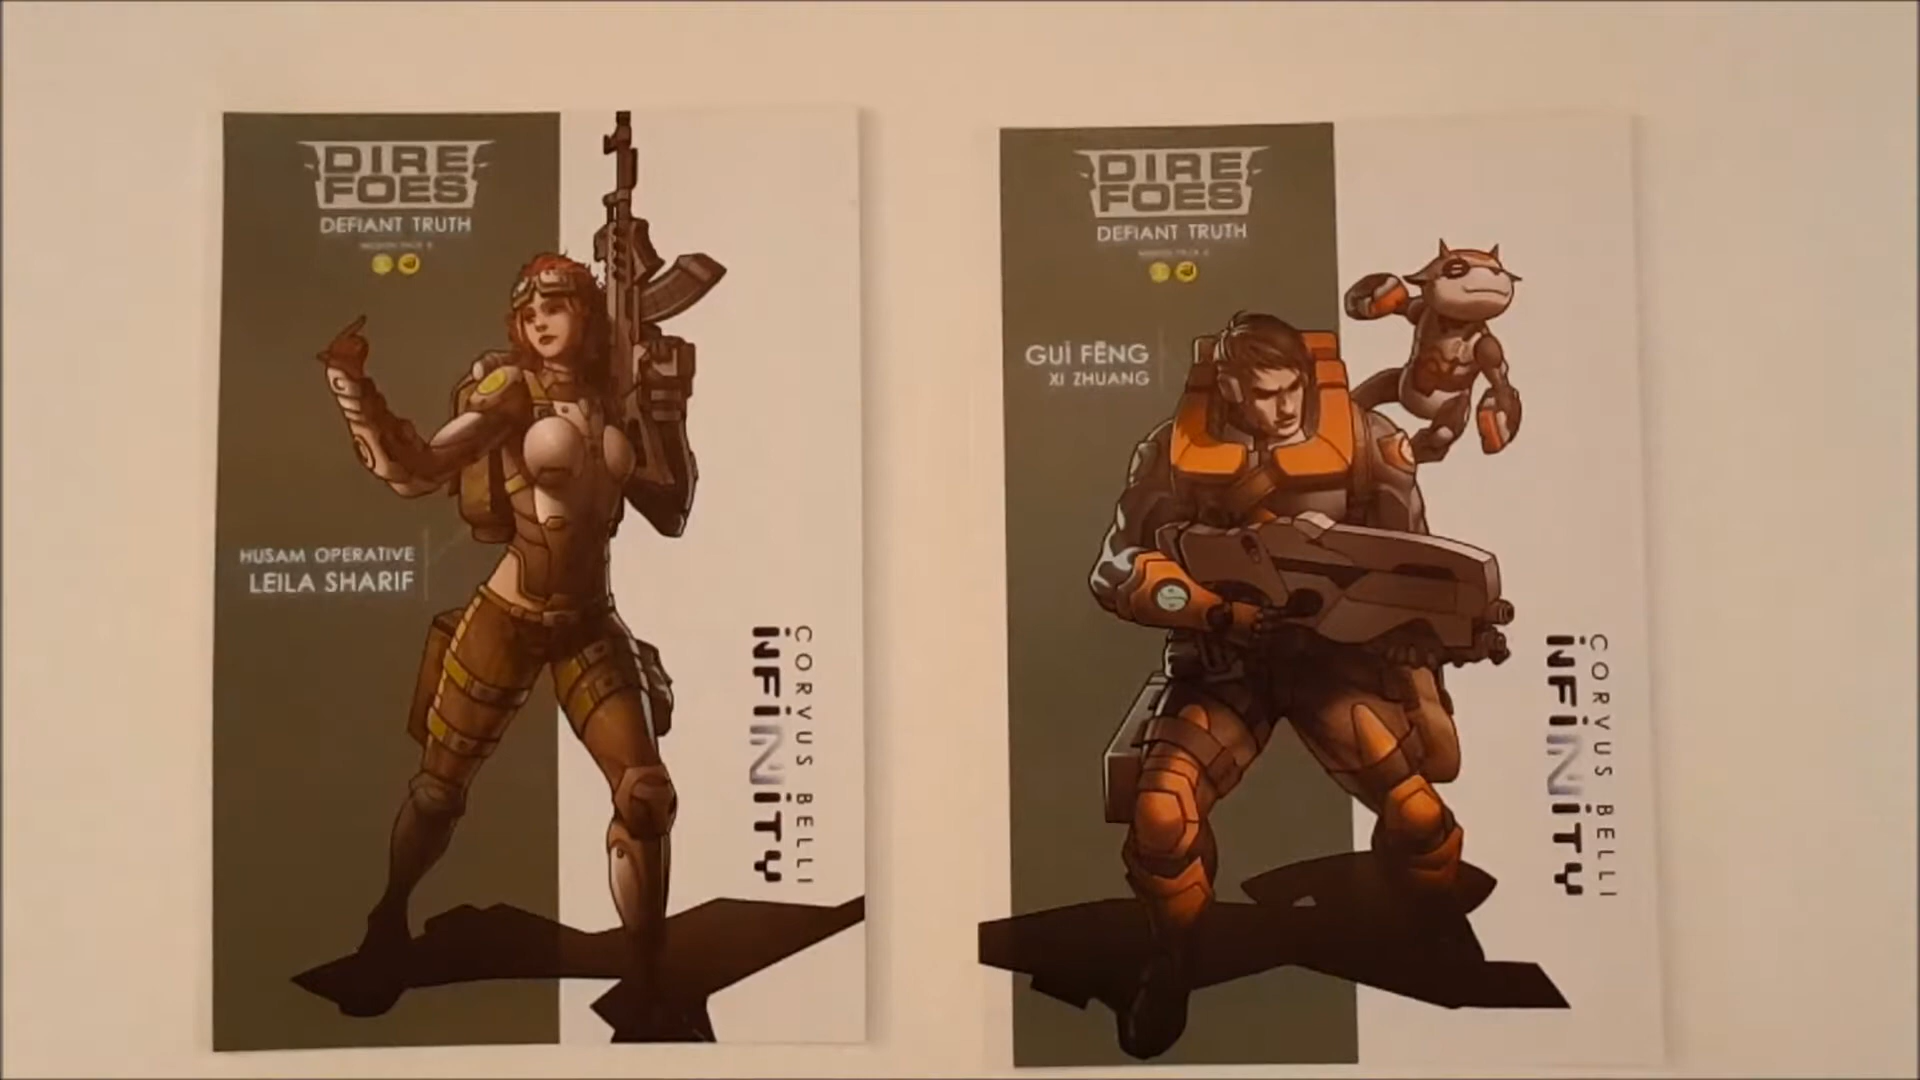 DIRE
FOES
DEFIANT TRUTH
HUSAM OPERATIVE
LEILA SHARIF
CORVUS BELLI
INFINITY
DIRE
FOES
DEFIANT TRUTH
GUǏ FĒNG
XI ZHUANG
CORVUS BELLI
INFINITY